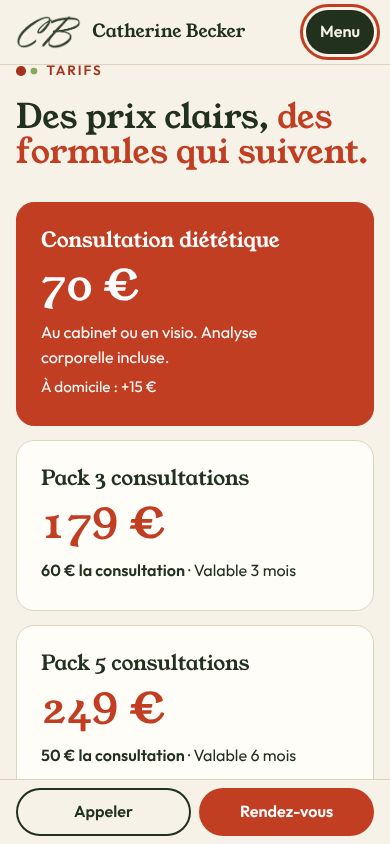 CB Catherine Becker
Menu
TARIFS
Des prix clairs, des
formules qui suivent.
Consultation diététique
70 €
Au cabinet ou en visio. Analyse
corporelle incluse.
À domicile : +15 €
Pack 3 consultations
179 €
60 € la consultation · Valable 3 mois
Pack 5 consultations
249 €
50 € la consultation · Valable 6 mois
Appeler
Rendez-vous